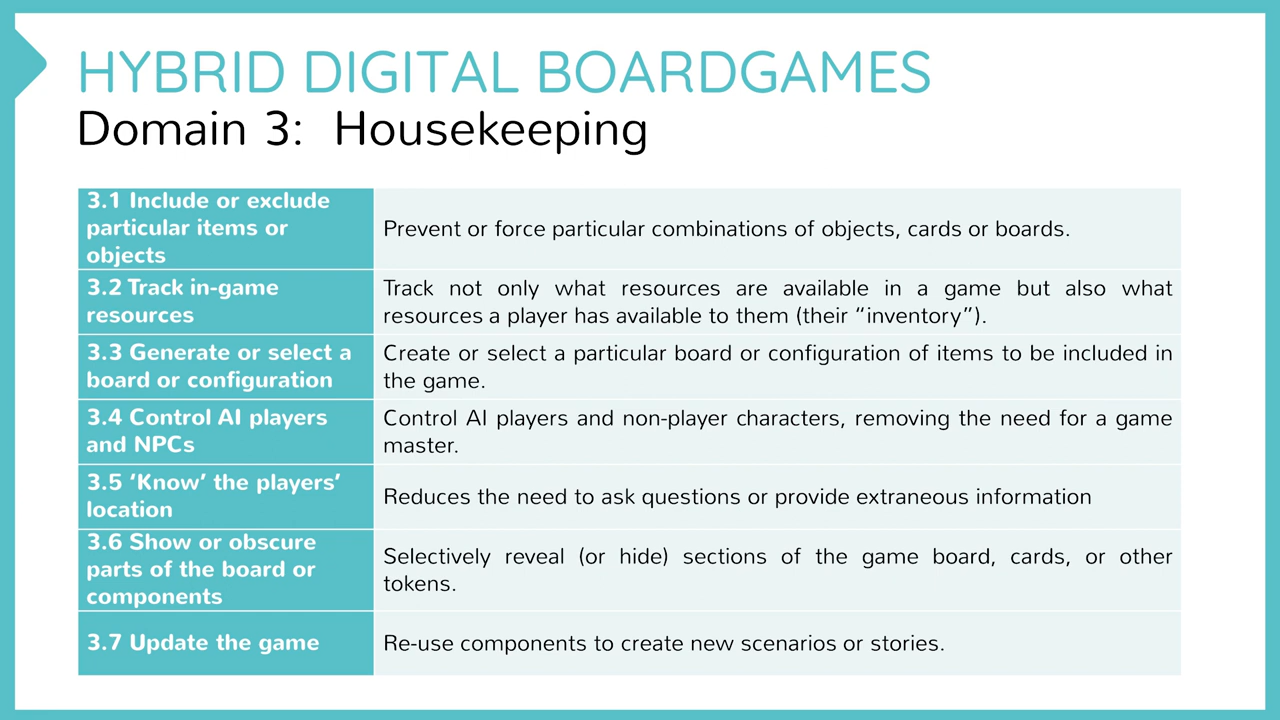 HYBRID DIGITAL BOARDGAMES
Domain 3: Housekeeping
3.1 Include or exclude
particular items or
objects
Prevent or force particular combinations of objects, cards or boards.
3.2 Track in-game
resources
Track not only what resources are available in a game but also what
resources a player has available to them (their “inventory”).
3.3 Generate or select a
board or configuration
Create or select a particular board or configuration of items to be included in
the game.
3.4 Control AI players
and NPCs
Control AI players and non-player characters, removing the need for a game
master.
3.5 ‘Know’ the players’
location
Reduces the need to ask questions or provide extraneous information
3.6 Show or obscure
parts of the board or
components
Selectively reveal (or hide) sections of the game board, cards, or other
tokens.
3.7 Update the game
Re-use components to create new scenarios or stories.